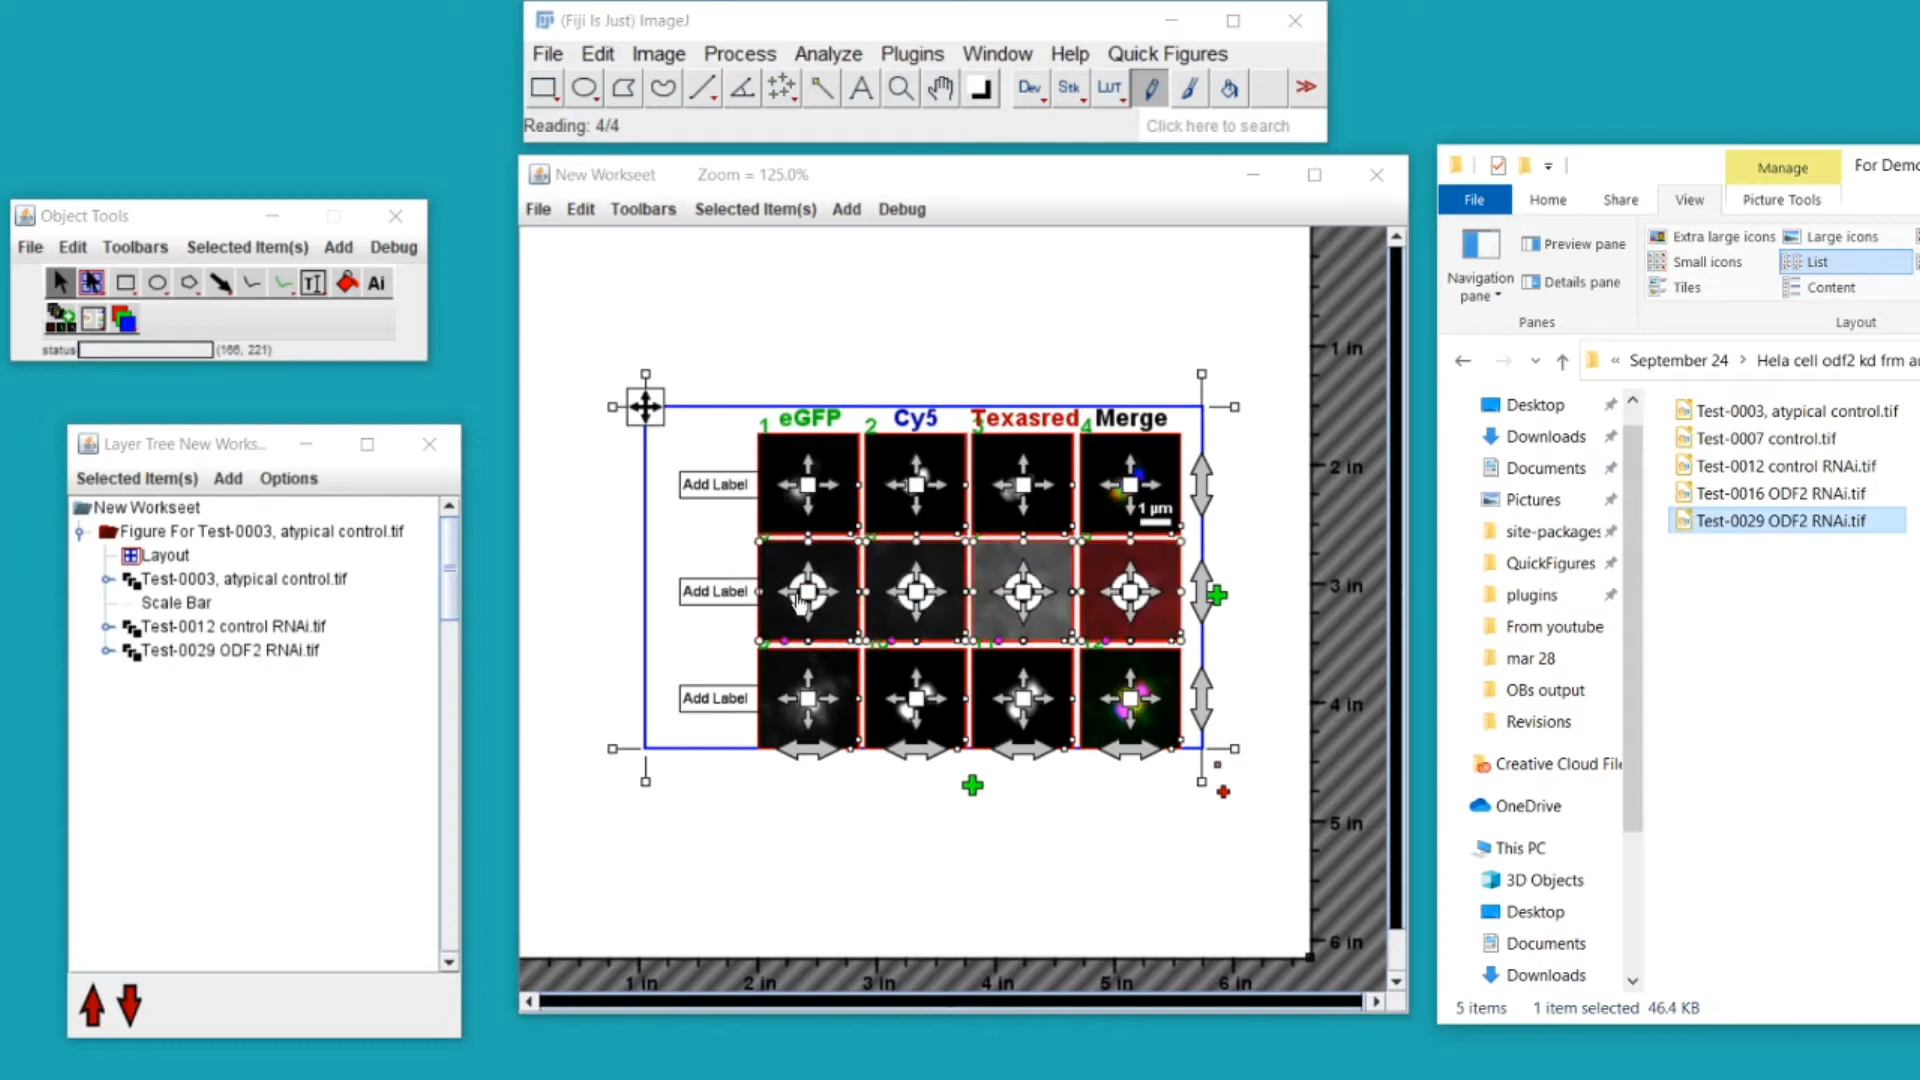 (Fiji Is Just) ImageJ
File Edit Image Process Analyze Plugins Window Help Quick Figures
Dev Stk LUT
Reading: 4/4
Click here to search
New Workseet Zoom = 125.0%
File Edit Toolbars Selected Item(s) Add Debug
1 in
2 in
3 in
4 in
5 in
6 in
1 in 2 in 3 in 4 in 5 in 6 in
1 eGFP 2 Cy5 3 Texasred 4 Merge
Add Label
1 µm
Add Label
Add Label
Object Tools
File Edit Toolbars Selected Item(s) Add Debug
TI Ai
status (166, 221)
Layer Tree New Works...
Selected Item(s) Add Options
New Workseet
Figure For Test-0003, atypical control.tif
Layout
Test-0003, atypical control.tif
Scale Bar
Test-0012 control RNAi.tif
Test-0029 ODF2 RNAi.tif
Manage For Demo
File Home Share View Picture Tools
Navigation pane
Preview pane
Details pane
Panes
Extra large icons Large icons
Small icons List
Tiles Content
Layout
« September 24 > Hela cell odf2 kd frm
Desktop
Downloads
Documents
Pictures
site-packages
QuickFigures
plugins
From youtube
mar 28
OBs output
Revisions
Creative Cloud File
OneDrive
This PC
3D Objects
Desktop
Documents
Downloads
Test-0003, atypical control.tif
Test-0007 control.tif
Test-0012 control RNAi.tif
Test-0016 ODF2 RNAi.tif
Test-0029 ODF2 RNAi.tif
5 items 1 item selected 46.4 KB